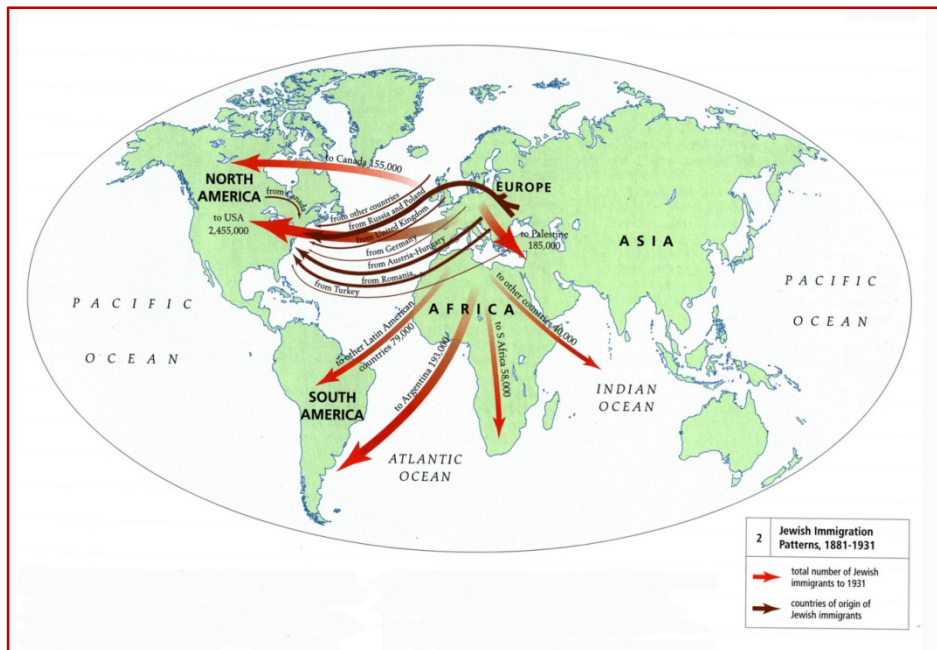 to Canada 155,000
NORTH
AMERICA
from Canada
to USA
2,455,000
from other countries
from Russia and Poland
from United Kingdom
from Germany
from Austria-Hungary
from Romania
from Turkey
EUROPE
to Palestine
185,000
ASIA
PACIFIC
OCEAN
AFRICA
to other countries 40,000
to other Latin American
countries 79,000
to Argentina 193,000
to S Africa 58,000
SOUTH
AMERICA
ATLANTIC
OCEAN
INDIAN
OCEAN
PACIFIC
OCEAN
2 Jewish Immigration
Patterns, 1881-1931
total number of Jewish
immigrants to 1931
countries of origin of
Jewish immigrants